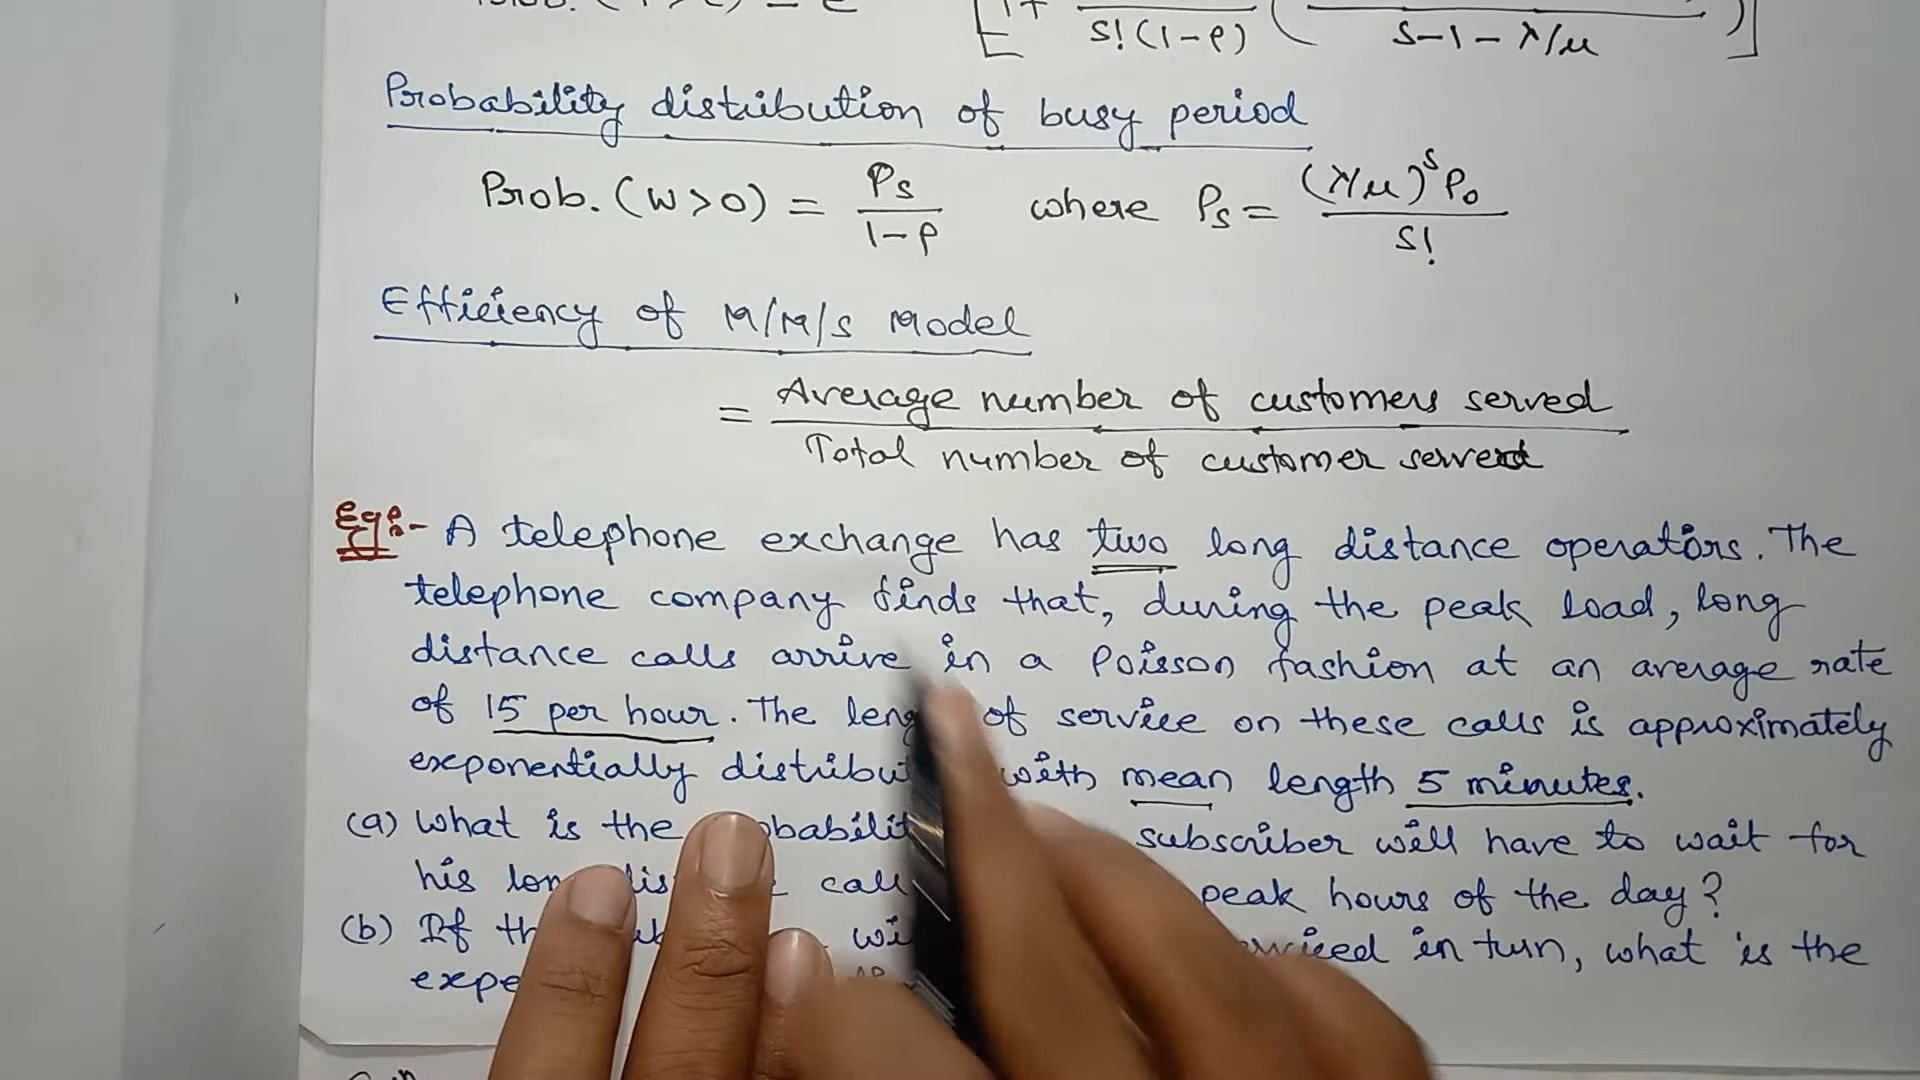 S!(1-ρ) ( S-1-λ/μ )]
Probability distribution of busy period
Prob. (W>0) = Ps / 1-ρ where Ps = (λ/μ)^s P0 / S!
Efficiency of M/M/S Model
= Average number of customers served
Total number of customer served
Eg:- A telephone exchange has two long distance operators. The
telephone company finds that, during the peak load, long
distance calls arrive in a Poisson fashion at an average rate
of 15 per hour. The leng of service on these calls is approximately
exponentially distribu with mean length 5 minutes.
(a) What is the obabilit subscriber will have to wait for
his lon dis call peak hours of the day?
(b) If th wi in turn, what is the
expe